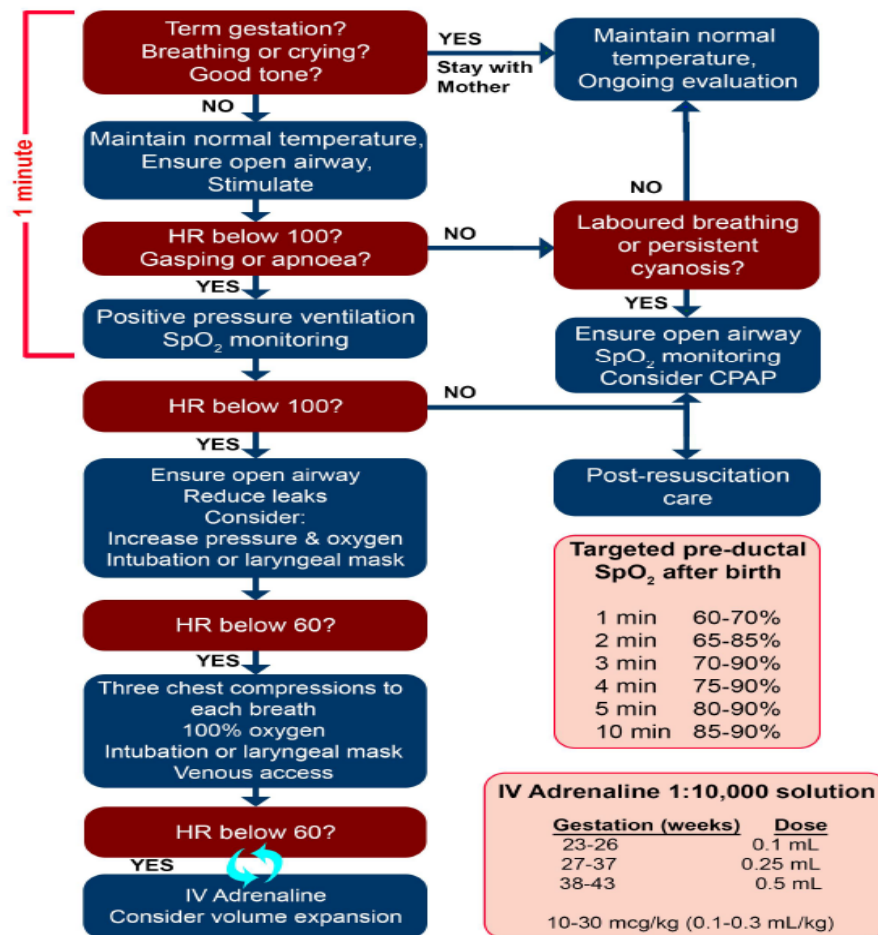 1 minute
Term gestation?
Breathing or crying?
Good tone?
YES
Stay with
Mother
Maintain normal
temperature,
Ongoing evaluation
NO
Maintain normal temperature,
Ensure open airway,
Stimulate
NO
HR below 100?
Gasping or apnoea?
NO
Laboured breathing
or persistent
cyanosis?
YES
YES
Positive pressure ventilation
SpO₂ monitoring
Ensure open airway
SpO₂ monitoring
Consider CPAP
HR below 100?
NO
YES
Ensure open airway
Reduce leaks
Consider:
Increase pressure & oxygen
Intubation or laryngeal mask
Post-resuscitation
care
HR below 60?
YES
Three chest compressions to
each breath
100% oxygen
Intubation or laryngeal mask
Venous access
HR below 60?
YES
IV Adrenaline
Consider volume expansion
Targeted pre-ductal
SpO₂ after birth
1 min 60-70%
2 min 65-85%
3 min 70-90%
4 min 75-90%
5 min 80-90%
10 min 85-90%
IV Adrenaline 1:10,000 solution
Gestation (weeks) Dose
23-26 0.1 mL
27-37 0.25 mL
38-43 0.5 mL
10-30 mcg/kg (0.1-0.3 mL/kg)